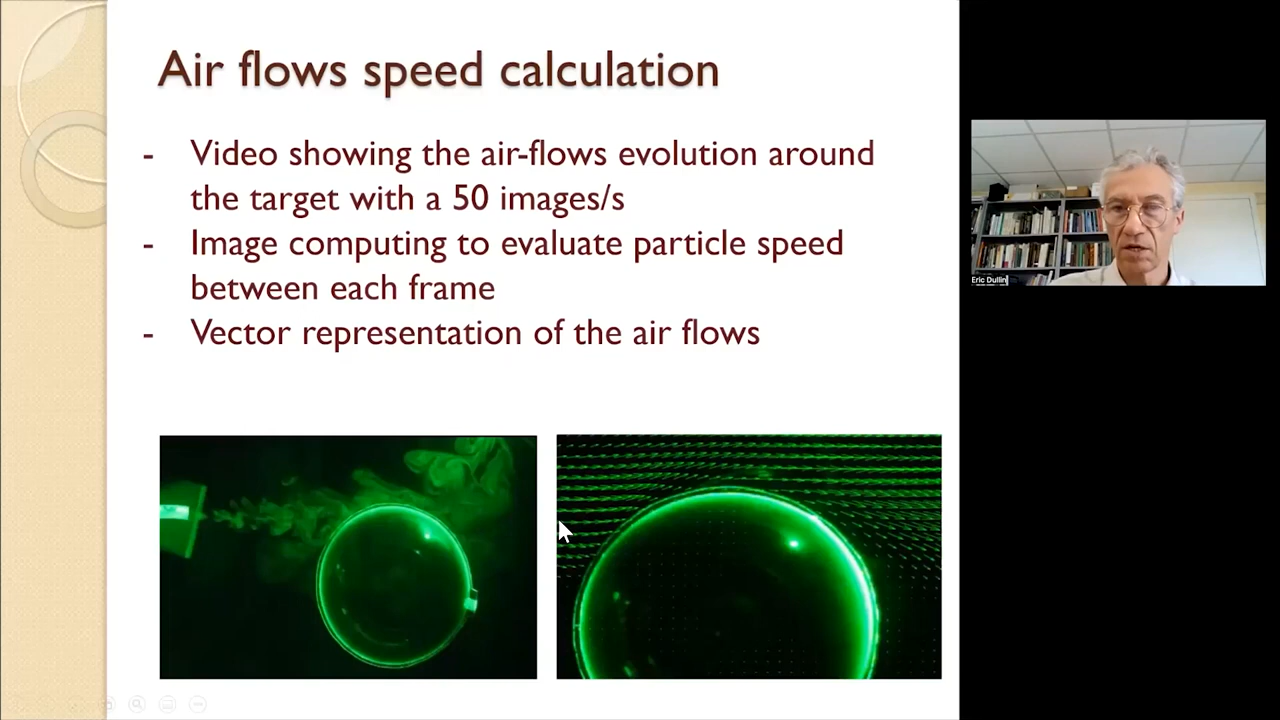 Air flows speed calculation
- Video showing the air-flows evolution around
the target with a 50 images/s
- Image computing to evaluate particle speed
between each frame
- Vector representation of the air flows
Eric Dullin